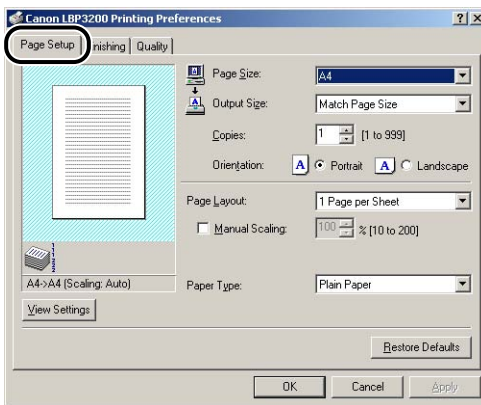 Canon LBP3200 Printing Preferences
Page Setup nishing Quality
Page Size: A4
Output Size: Match Page Size
Copies: 1 [1 to 999]
Orientation: A Portrait A Landscape
Page Layout: 1 Page per Sheet
Manual Scaling: 100 % [10 to 200]
A4->A4 (Scaling: Auto)
Paper Type: Plain Paper
View Settings
Restore Defaults
OK Cancel Apply